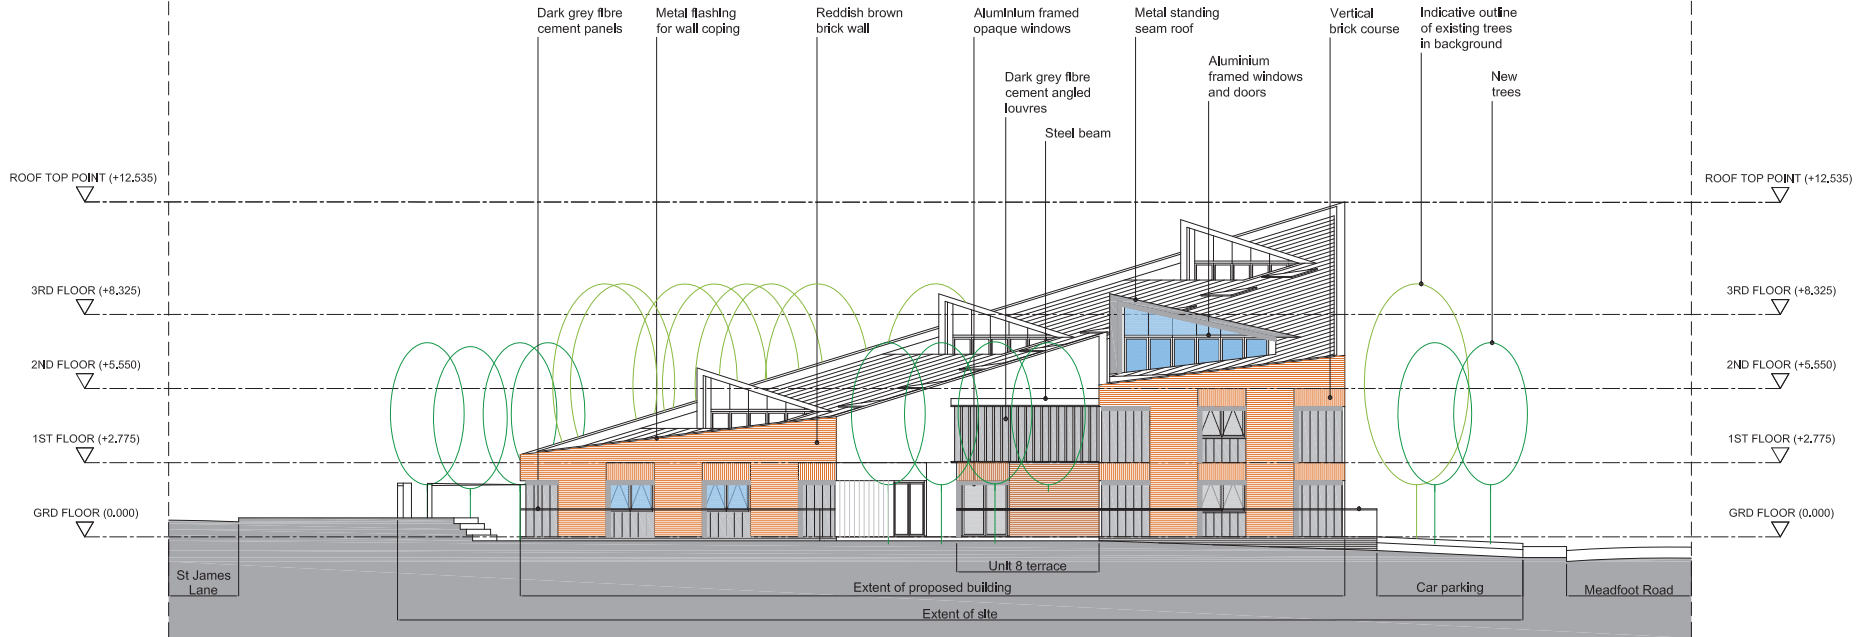 Dark grey fibre
cement panels
Metal flashing
for wall coping
Reddish brown
brick wall
Aluminium framed
opaque windows
Metal standing
seam roof
Vertical
brick course
Indicative outline
of existing trees
in background
Aluminium
framed windows
and doors
Dark grey fibre
cement angled
louvres
New
trees
Steel beam
ROOF TOP POINT (+12.535)
ROOF TOP POINT (+12.535)
3RD FLOOR (+8.325)
3RD FLOOR (+8.325)
2ND FLOOR (+5.550)
2ND FLOOR (+5.550)
1ST FLOOR (+2.775)
1ST FLOOR (+2.775)
GRD FLOOR (0.000)
GRD FLOOR (0.000)
Unit 8 terrace
St James
Lane
Extent of proposed building
Car parking
Meadfoot Road
Extent of site